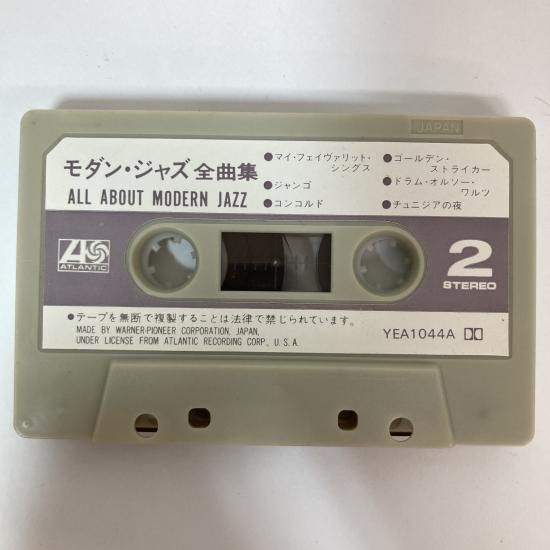 JAPAN
モダン・ジャズ 全曲集
ALL ABOUT MODERN JAZZ
●マイ・フェイヴァリット・
シングス
●ジャンゴ
●コンコルド
●ゴールデン・
ストライカー
●ドラム・オルソー・
ワルツ
●チュニジアの夜
ATLANTIC
2
STEREO
●テープを無断で複製することは法律で禁じられています。
MADE BY WARNER-PIONEER CORPORATION, JAPAN,
UNDER LICENSE FROM ATLANTIC RECORDING CORP., U.S.A.
YEA1044A